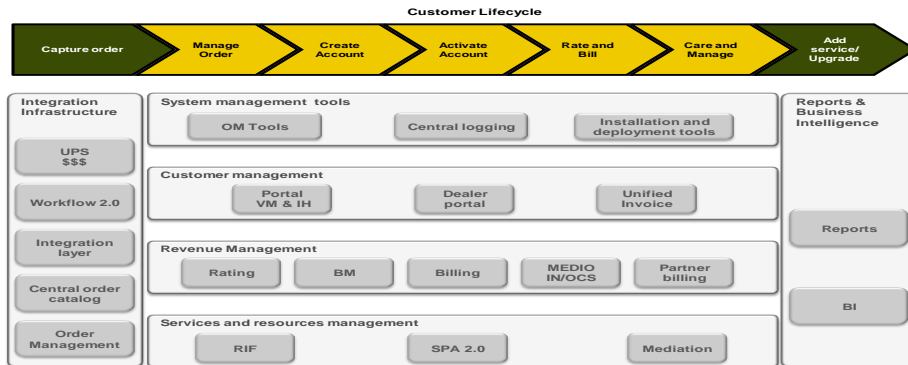 Customer Lifecycle
Capture order
Manage
Order
Create
Account
Activate
Account
Rate and
Bill
Care and
Manage
Add
service/
Upgrade
Integration
Infrastructure
UPS
$$$
Workflow 2.0
Integration
layer
Central order
catalog
Order
Management
System management tools
OM Tools
Central logging
Installation and
deployment tools
Customer management
Portal
VM & IH
Dealer
portal
Unified
Invoice
Revenue Management
Rating
BM
Billing
MEDIO
IN/OCS
Partner
billing
Services and resources management
RIF
SPA 2.0
Mediation
Reports &
Business
Intelligence
Reports
BI